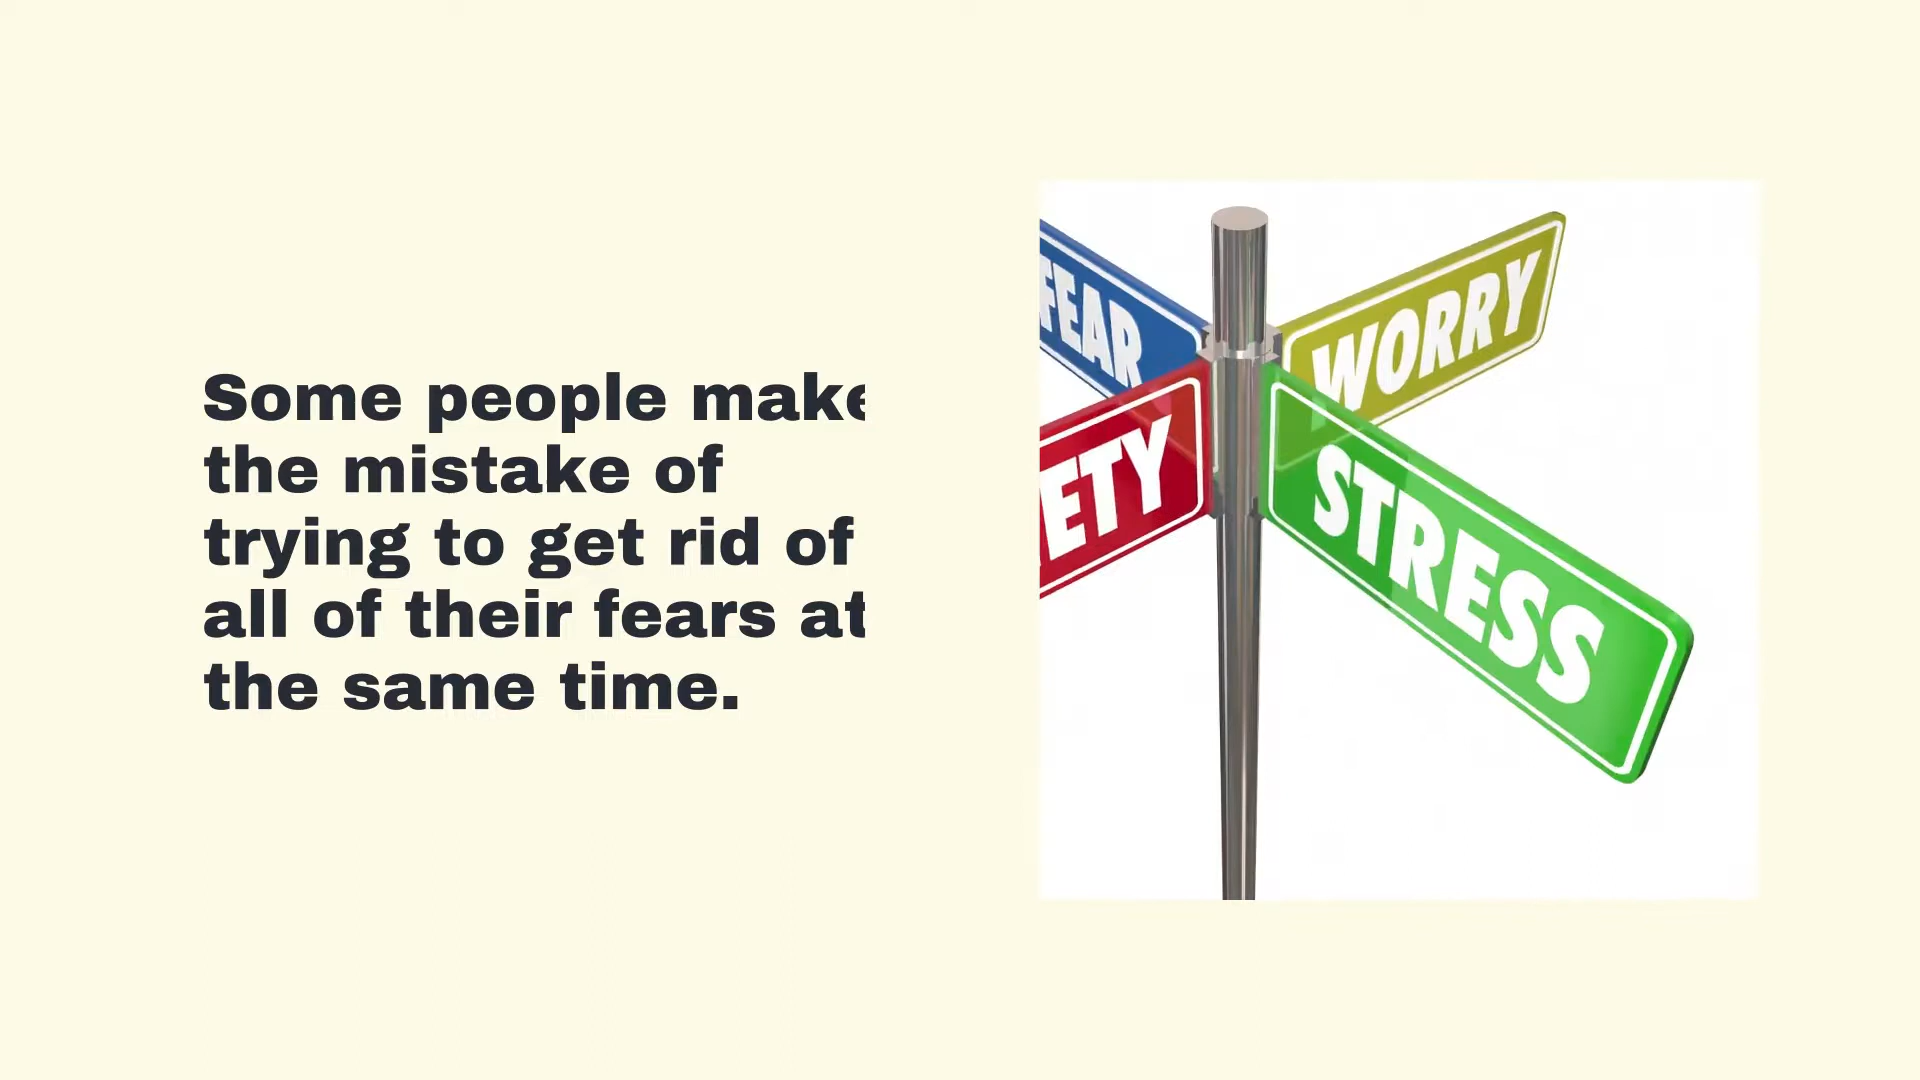 Some people make
the mistake of
trying to get rid of
all of their fears at
the same time.
FEAR
WORRY
ETY
STRESS